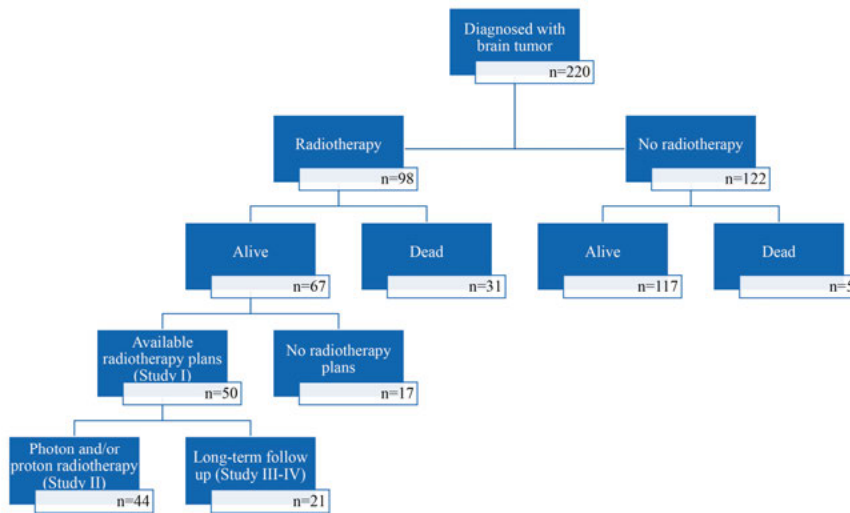 Diagnosed with
brain tumor
n=220
Radiotherapy
n=98
No radiotherapy
n=122
Alive
n=67
Dead
n=31
Alive
n=117
Dead
n=5
Available
radiotherapy plans
(Study I)
n=50
No radiotherapy
plans
n=17
Photon and/or
proton radiotherapy
(Study II)
n=44
Long-term follow
up (Study III-IV)
n=21